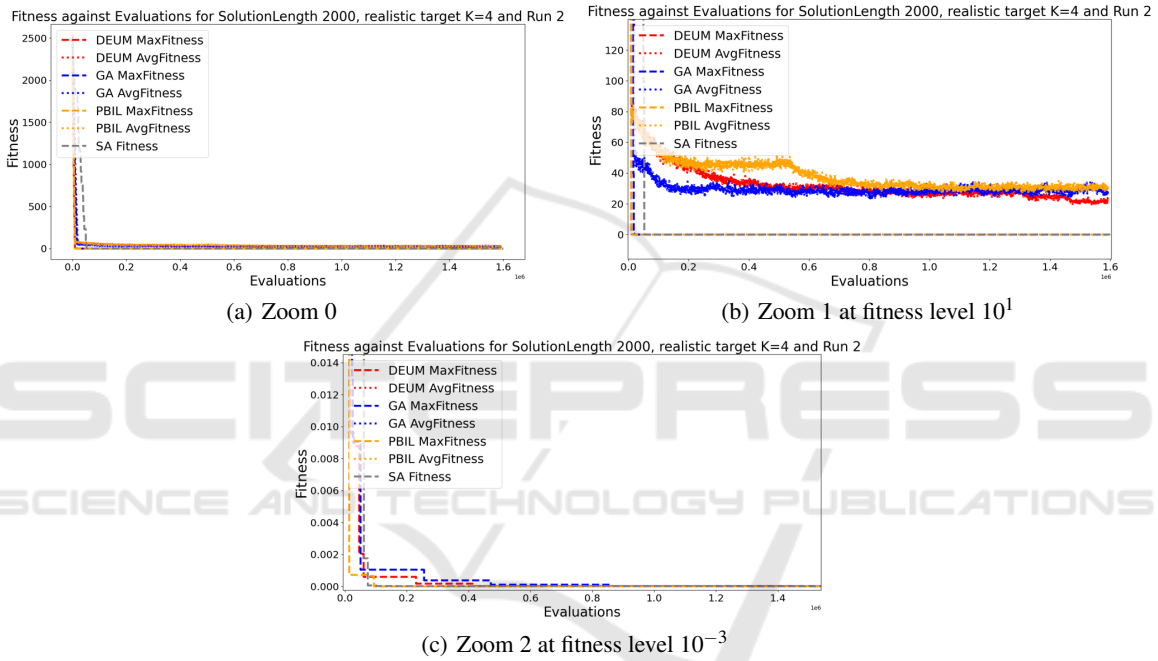 Fitness against Evaluations for SolutionLength 2000, realistic target K=4 and Run 2
Fitness
2500
2000
1500
1000
500
0
DEUM MaxFitness
DEUM AvgFitness
GA MaxFitness
GA AvgFitness
PBIL MaxFitness
PBIL AvgFitness
SA Fitness
0.0 0.2 0.4 0.6 0.8 1.0 1.2 1.4 1.6
1e6
Evaluations
(a) Zoom 0
Fitness against Evaluations for SolutionLength 2000, realistic target K=4 and Run 2
Fitness
120
100
80
60
40
20
0
DEUM MaxFitness
DEUM AvgFitness
GA MaxFitness
GA AvgFitness
PBIL MaxFitness
PBIL AvgFitness
SA Fitness
0.0 0.2 0.4 0.6 0.8 1.0 1.2 1.4 1.6
1e6
Evaluations
(b) Zoom 1 at fitness level 10^1
Fitness against Evaluations for SolutionLength 2000, realistic target K=4 and Run 2
Fitness
0.014
0.012
0.010
0.008
0.006
0.004
0.002
0.000
DEUM MaxFitness
DEUM AvgFitness
GA MaxFitness
GA AvgFitness
PBIL MaxFitness
PBIL AvgFitness
SA Fitness
0.0 0.2 0.4 0.6 0.8 1.0 1.2 1.4
1e6
Evaluations
(c) Zoom 2 at fitness level 10^−3
SCITEPRESS
SCIENCE AND TECHNOLOGY PUBLICATIONS